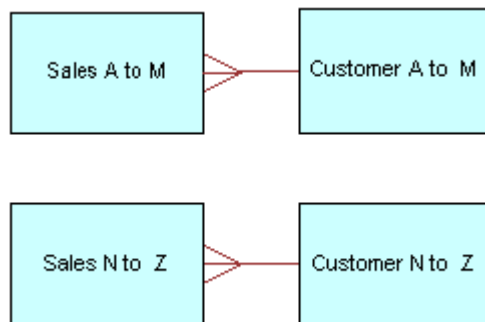 Sales A to M
Customer A to M
Sales N to Z
Customer N to Z